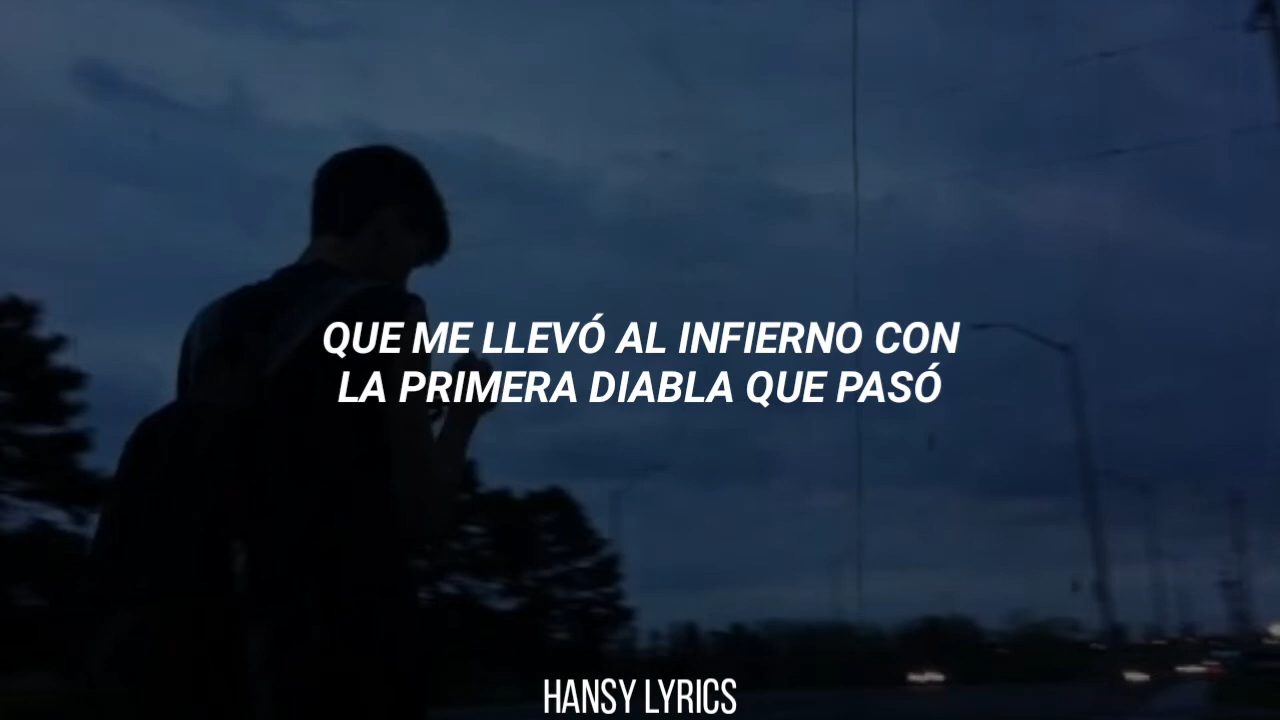 QUE ME LLEVÓ AL INFIERNO CON
LA PRIMERA DIABLA QUE PASÓ
HANSY LYRICS